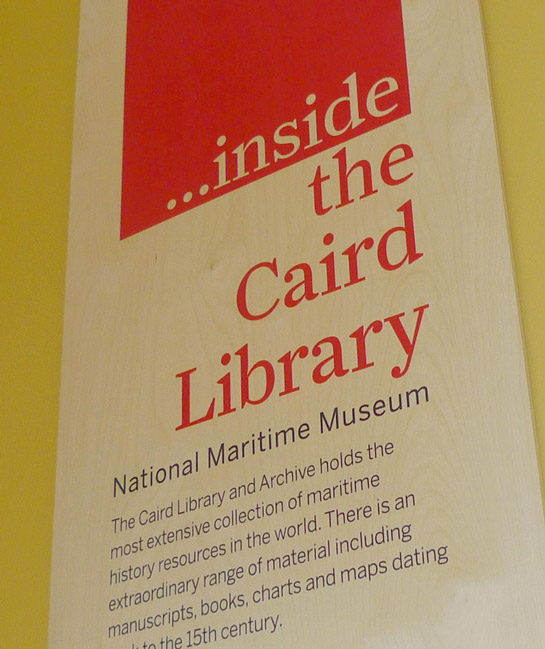 ...inside
the
Caird
Library
National Maritime Museum
The Caird Library and Archive holds the
most extensive collection of maritime
history resources in the world. There is an
extraordinary range of material including
manuscripts, books, charts and maps dating
to the 15th century.